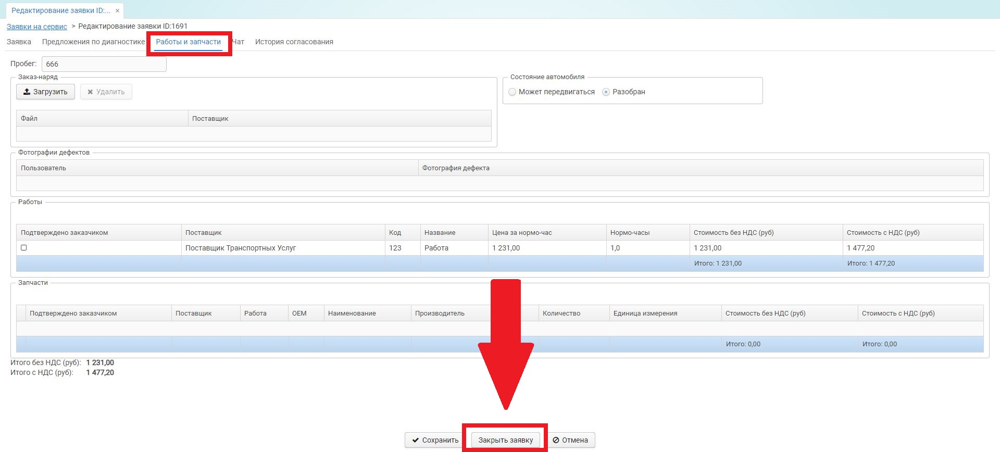 Редактирование заявки ID:... ×
Заявки на сервис > Редактирование заявки ID:1691
Заявка Предложения по диагностике Работы и запчасти Чат История согласования
Пробег: 666
Заказ-наряд
Состояние автомобиля
Загрузить Удалить
Может передвигаться Разобран
Файл Поставщик
Фотографии дефектов
Пользователь Фотография дефекта
Работы
Подтверждено заказчиком Поставщик Код Название Цена за нормо-час Нормо-часы Стоимость без НДС (руб) Стоимость с НДС (руб)
Поставщик Транспортных Услуг 123 Работа 1 231,00 1,0 1 231,00 1 477,20
Итого: 1 231,00 Итого: 1 477,20
Запчасти
Подтверждено заказчиком Поставщик Работа OEM Наименование Производитель Количество Единица измерения Стоимость без НДС (руб) Стоимость с НДС (руб)
Итого: 0,00 Итого: 0,00
Итого без НДС (руб): 1 231,00
Итого с НДС (руб): 1 477,20
Сохранить Закрыть заявку Отмена